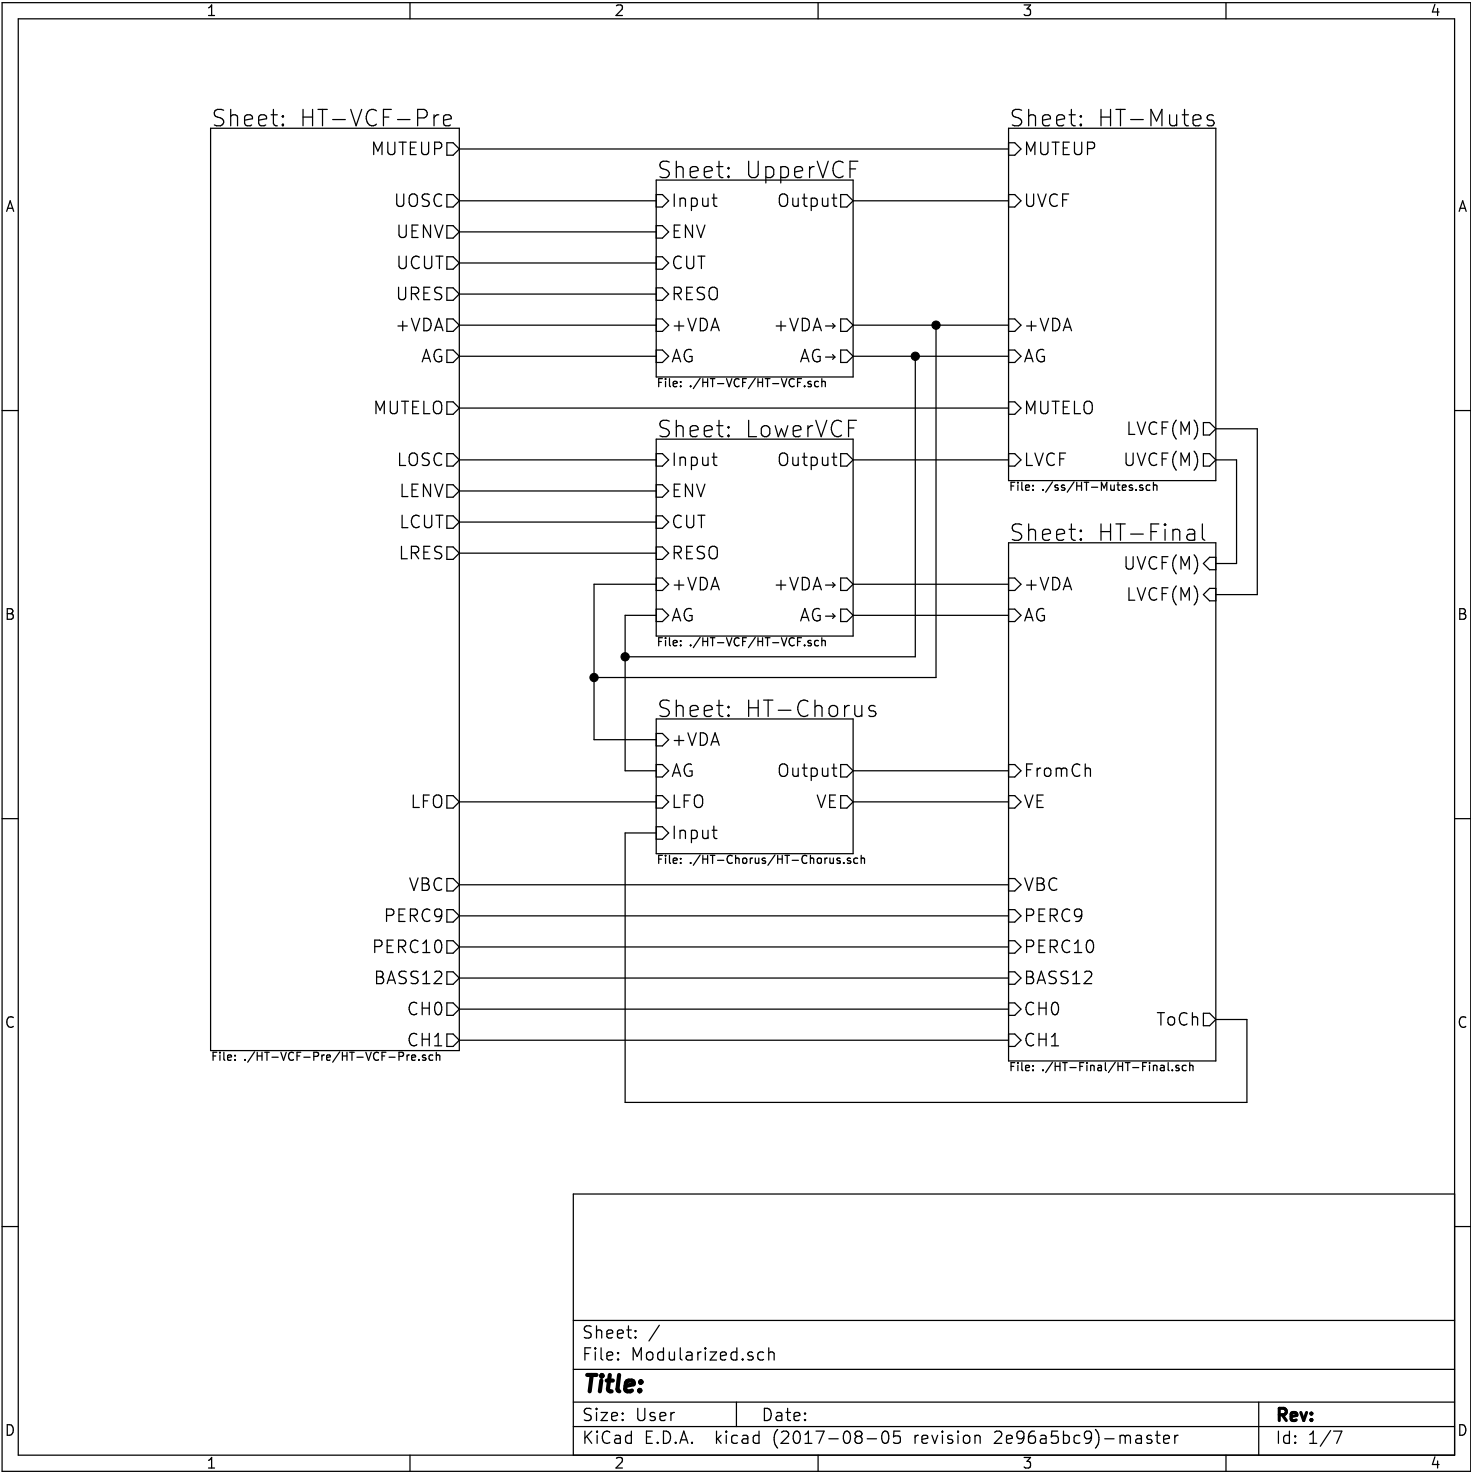 1 2 3 4
A
B
C
D
Sheet: HT-VCF-Pre
MUTEUP
UOSC
UENV
UCUT
URES
+VDA
AG
MUTELO
LOSC
LENV
LCUT
LRES
LFO
VBC
PERC9
PERC10
BASS12
CH0
CH1
File: ./HT-VCF-Pre/HT-VCF-Pre.sch
Sheet: UpperVCF
Input Output
ENV
CUT
RESO
+VDA +VDA→
AG AG→
File: ./HT-VCF/HT-VCF.sch
Sheet: LowerVCF
Input Output
ENV
CUT
RESO
+VDA +VDA→
AG AG→
File: ./HT-VCF/HT-VCF.sch
Sheet: HT-Chorus
+VDA
AG Output
LFO VE
Input
File: ./HT-Chorus/HT-Chorus.sch
Sheet: HT-Mutes
MUTEUP
UVCF
+VDA
AG
MUTELO
LVCF(M)
LVCF UVCF(M)
File: ./ss/HT-Mutes.sch
Sheet: HT-Final
UVCF(M)
+VDA LVCF(M)
AG
FromCh
VE
VBC
PERC9
PERC10
BASS12
CH0
ToCh
CH1
File: ./HT-Final/HT-Final.sch
A
B
C
D
Sheet: /
File: Modularized.sch
Title:
Size: User Date: Rev:
KiCad E.D.A. kicad (2017-08-05 revision 2e96a5bc9)-master Id: 1/7
1 2 3 4